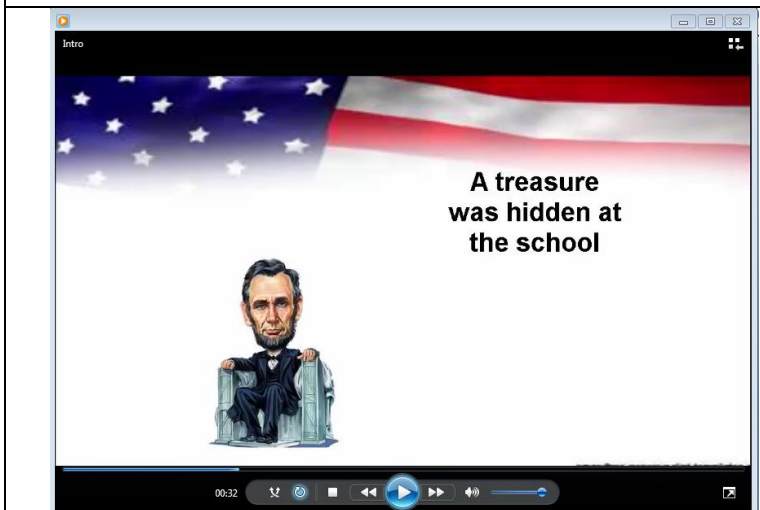 Intro
A treasure
was hidden at
the school
00:32